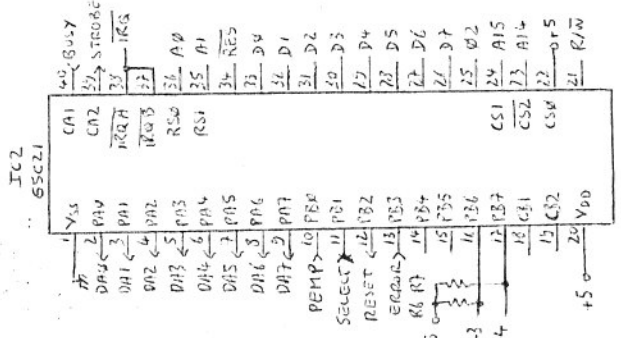 IC2
65C21
1 Vss CA1 40 BUSY
DA0 2 PA0 CA2 39 STROBE
DA1 3 PA1 IRQA 38 IRQ
DA2 4 PA2 IRQB 37
DA3 5 PA3 RS0 36 A0
DA4 6 PA4 RS1 35 A1
DA5 7 PA5 34 RES
DA6 8 PA6 33 D0
DA7 9 PA7 32 D1
PEMP 10 PB0 31 D2
SELECT 11 PB1 30 D3
RESET 12 PB2 29 D4
ERROR 13 PB3 28 D5
14 PB4 27 D6
R6 R7 15 PB5 26 D7
16 PB6 25 Ø2
3 17 PB7 CS1 24 A15
4 18 CB1 CS2 23 A14
19 CB2 CS0 22
+5 20 VDD 21 R/W